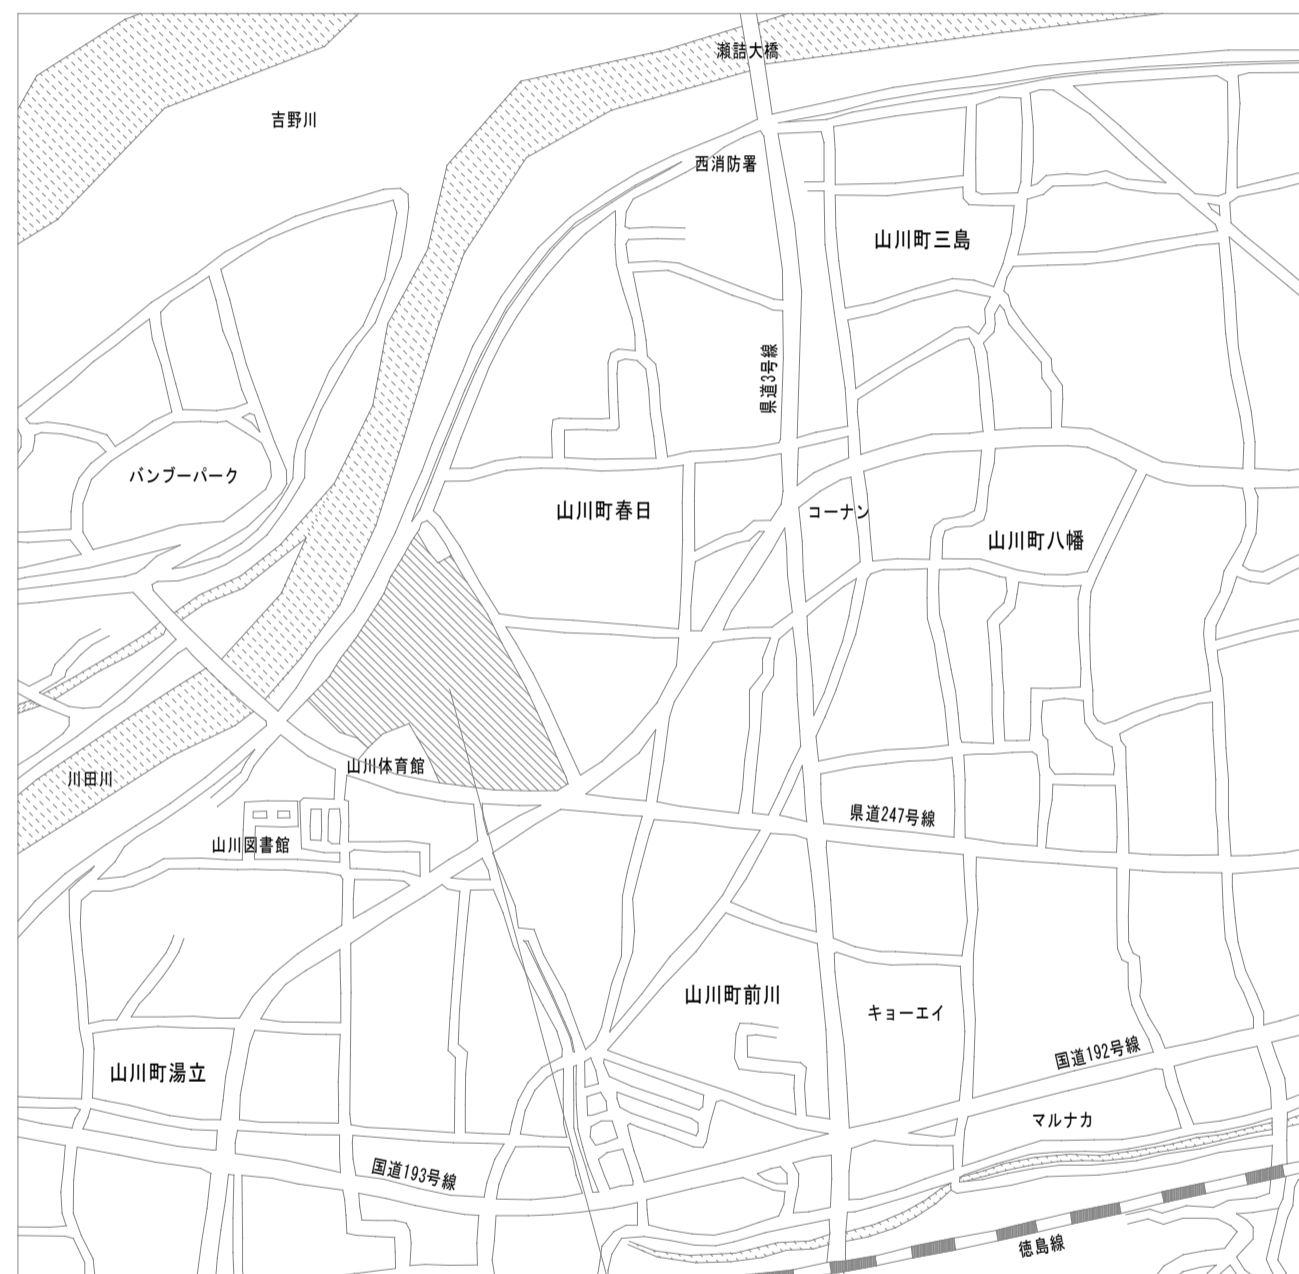 瀬詰大橋
吉野川
西消防署
山川町三島
県道3号線
バンブーパーク
山川町春日
コーナン
山川町八幡
川田川
山川体育館
県道247号線
山川図書館
山川町前川
キョーエイ
国道192号線
山川町湯立
マルナカ
国道193号線
徳島線